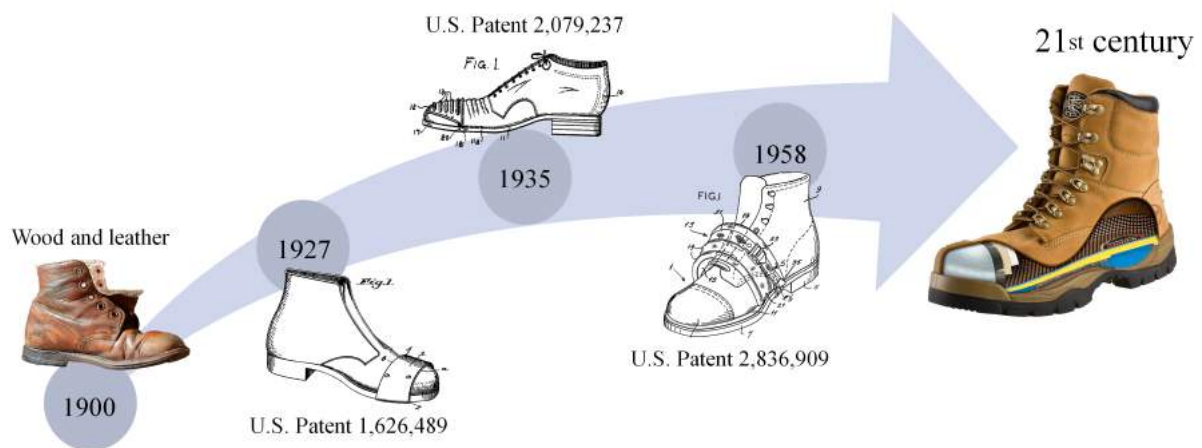 U.S. Patent 2,079,237
FIG. 1.
21st century
1935
1958
FIG.1
Wood and leather
1927
Fig. 1.
U.S. Patent 2,836,909
1900
U.S. Patent 1,626,489